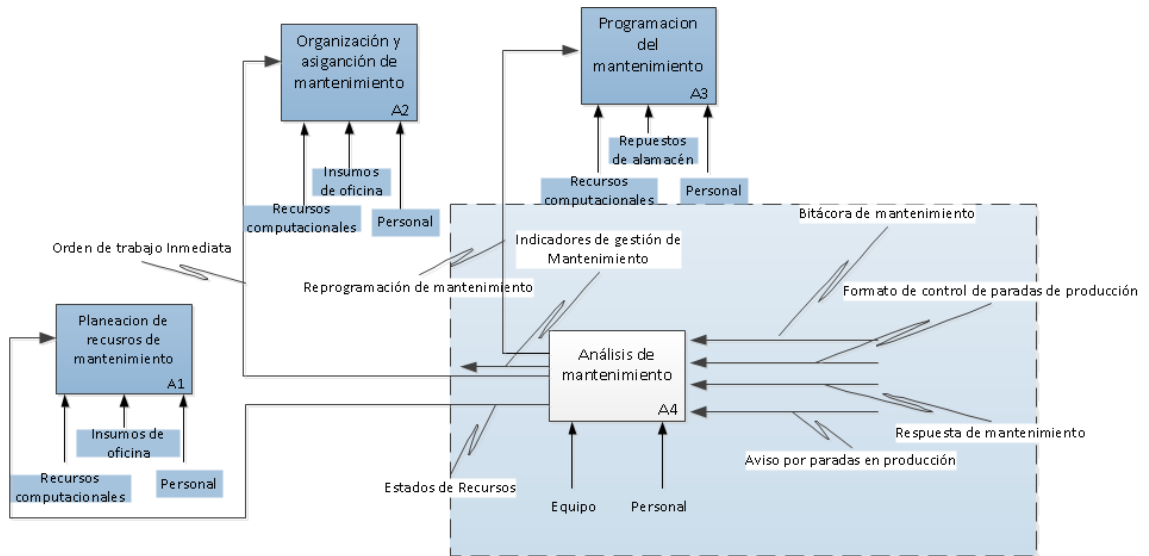 Organización y
asigancíón de
mantenimiento
A2
Programacion
del
mantenimiento
A3
Insumos
de oficina
Recursos
computacionales
Personal
Repuestos
de alamacén
Recursos
computacionales
Personal
Orden de trabajo Inmediata
Reprogramación de mantenimiento
Indicadores de gestión de
Mantenimiento
Bitácora de mantenimiento
Formato de control de paradas de producción
Planeacion de
recusros de
mantenimiento
A1
Análisis de
mantenimiento
A4
Insumos de
oficina
Recursos
computacionales
Personal
Estados de Recursos
Equipo
Personal
Respuesta de mantenimiento
Aviso por paradas en producción